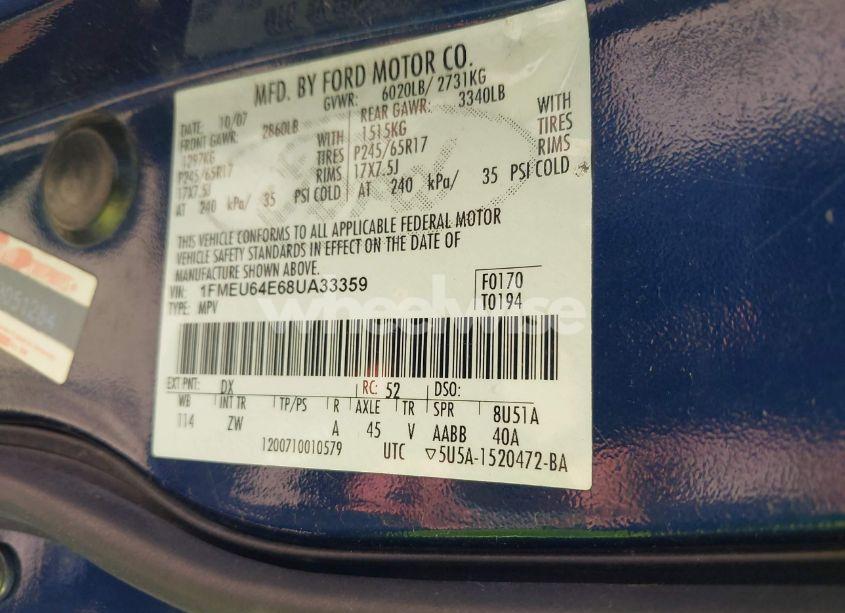 MFD. BY FORD MOTOR CO.
GVWR: 6020LB/ 2731KG
DATE: 10/07
FRONT GAWR: 2860LB
REAR GAWR: 3340LB
1297KG WITH 1515KG WITH
P245/65R17 TIRES P245/65R17 TIRES
17X7.5J RIMS 17X7.5J RIMS
AT 240 kPa/ 35 PSI COLD AT 240 kPa/ 35 PSI COLD
THIS VEHICLE CONFORMS TO ALL APPLICABLE FEDERAL MOTOR
VEHICLE SAFETY STANDARDS IN EFFECT ON THE DATE OF
MANUFACTURE SHOWN ABOVE.
VIN: 1FMEU64E68UA33359
TYPE: MPV
F0170
T0194
wheelwise
EXT PNT: DX RC: 52 DSO:
WB INT TR TP/PS R AXLE TR SPR 8U51A
114 ZW A 45 V AABB 40A
1200710010579 UTC ▽5U5A-1520472-BA